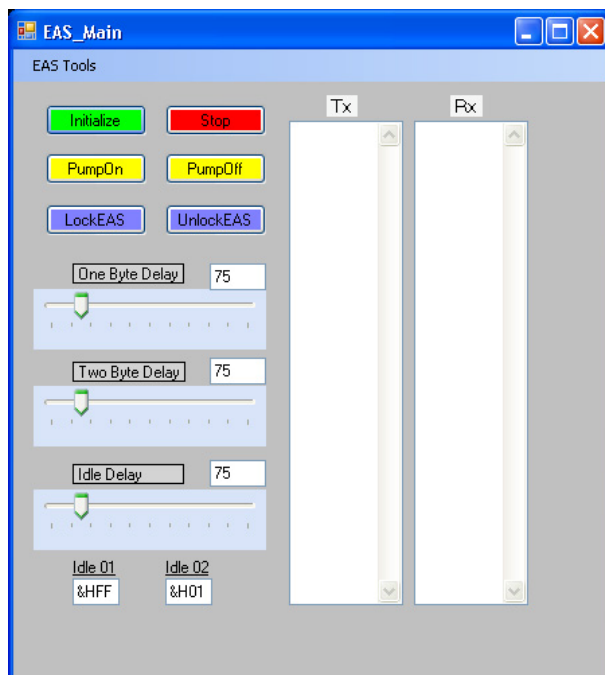 EAS_Main
EAS Tools
Initialize Stop
PumpOn PumpOff
LockEAS UnlockEAS
One Byte Delay 75
Two Byte Delay 75
Idle Delay 75
Idle 01 Idle 02
&HFF &H01
Tx Rx